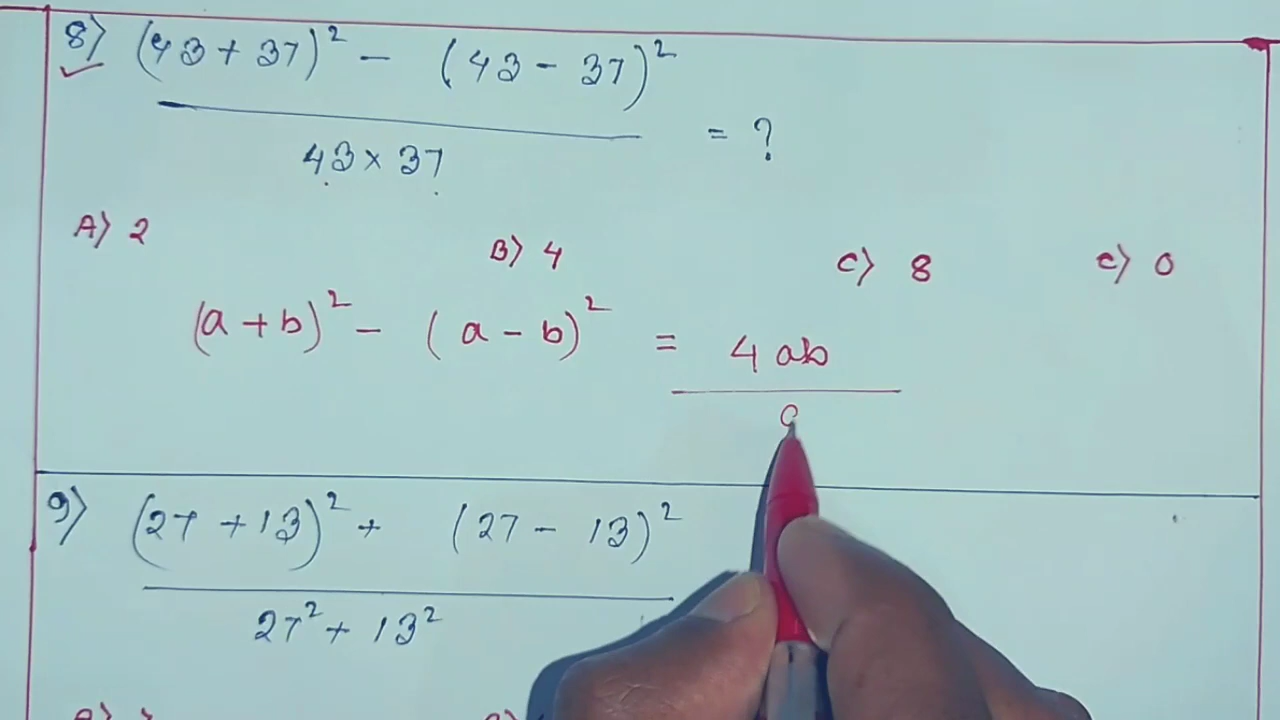 8) (43 + 37)² - (43 - 37)²
43 × 37
= ?
A) 2 B) 4 C) 8 e) 0
(a + b)² - (a - b)² = 4ab
9) (27 + 13)² + (27 - 13)²
27² + 13²